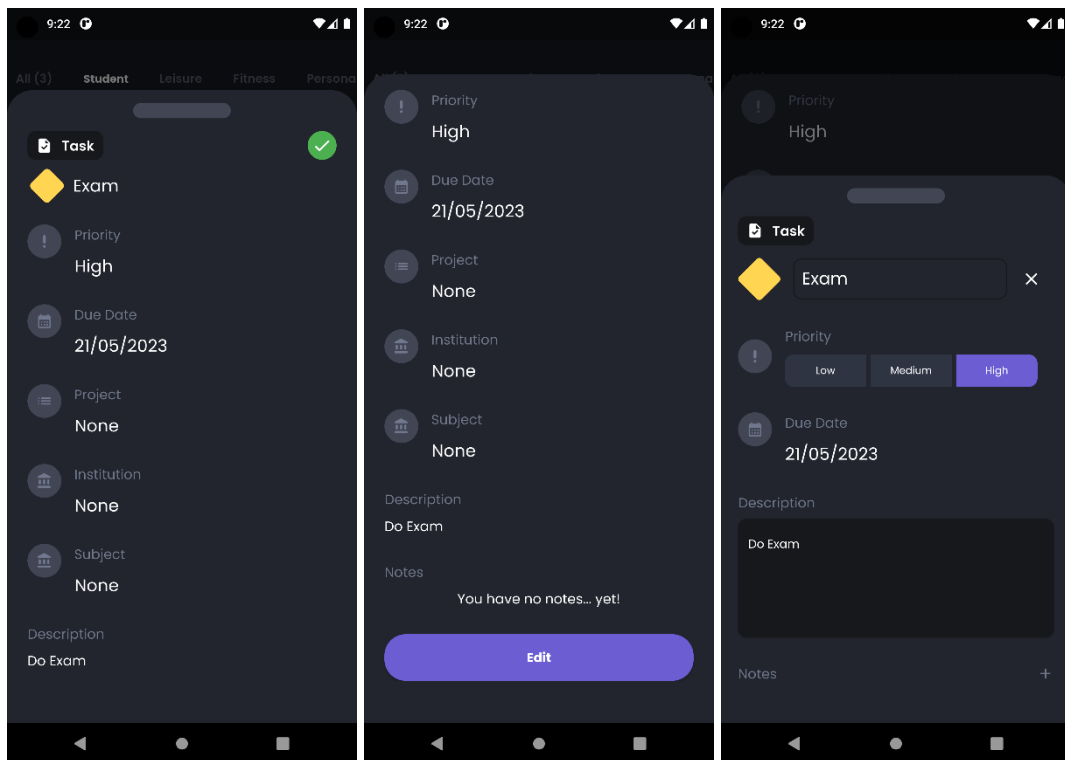 9:22
All (3) Student Leisure Fitness Persona
Task
Exam
Priority
High
Due Date
21/05/2023
Project
None
Institution
None
Subject
None
Description
Do Exam
9:22
Priority
High
Due Date
21/05/2023
Project
None
Institution
None
Subject
None
Description
Do Exam
Notes
You have no notes... yet!
Edit
9:22
Priority
High
Task
Exam
Priority
Low Medium High
Due Date
21/05/2023
Description
Do Exam
Notes +